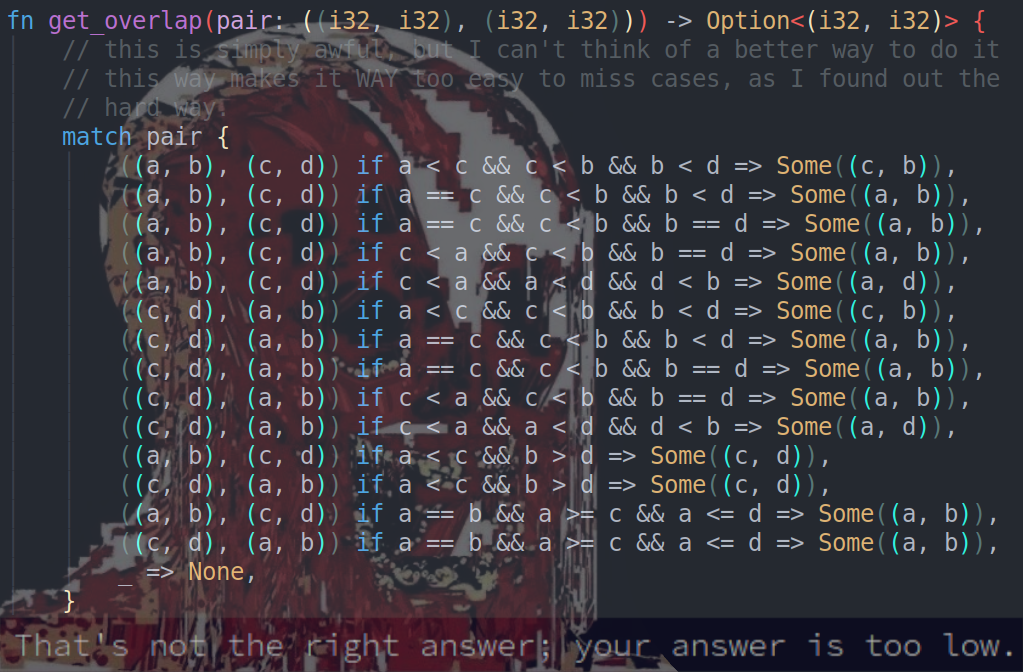 fn get_overlap(pair: ((i32, i32), (i32, i32))) -> Option<(i32, i32)> {
// this is simply awful, but I can't think of a better way to do it
// this way makes it WAY too easy to miss cases, as I found out the
// hard way.
match pair {
((a, b), (c, d)) if a < c && c < b && b < d => Some((c, b)),
((a, b), (c, d)) if a == c && c < b && b < d => Some((a, b)),
((a, b), (c, d)) if a == c && c < b && b == d => Some((a, b)),
((a, b), (c, d)) if c < a && c < b && b == d => Some((a, b)),
((a, b), (c, d)) if c < a && a < d && d < b => Some((a, d)),
((c, d), (a, b)) if a < c && c < b && b < d => Some((c, b)),
((c, d), (a, b)) if a == c && c < b && b < d => Some((a, b)),
((c, d), (a, b)) if a == c && c < b && b == d => Some((a, b)),
((c, d), (a, b)) if c < a && c < b && b == d => Some((a, b)),
((c, d), (a, b)) if c < a && a < d && d < b => Some((a, d)),
((a, b), (c, d)) if a < c && b > d => Some((c, d)),
((c, d), (a, b)) if a < c && b > d => Some((c, d)),
((a, b), (c, d)) if a == b && a >= c && a <= d => Some((a, b)),
((c, d), (a, b)) if a == b && a >= c && a <= d => Some((a, b)),
_ => None,
}
That's not the right answer; your answer is too low.